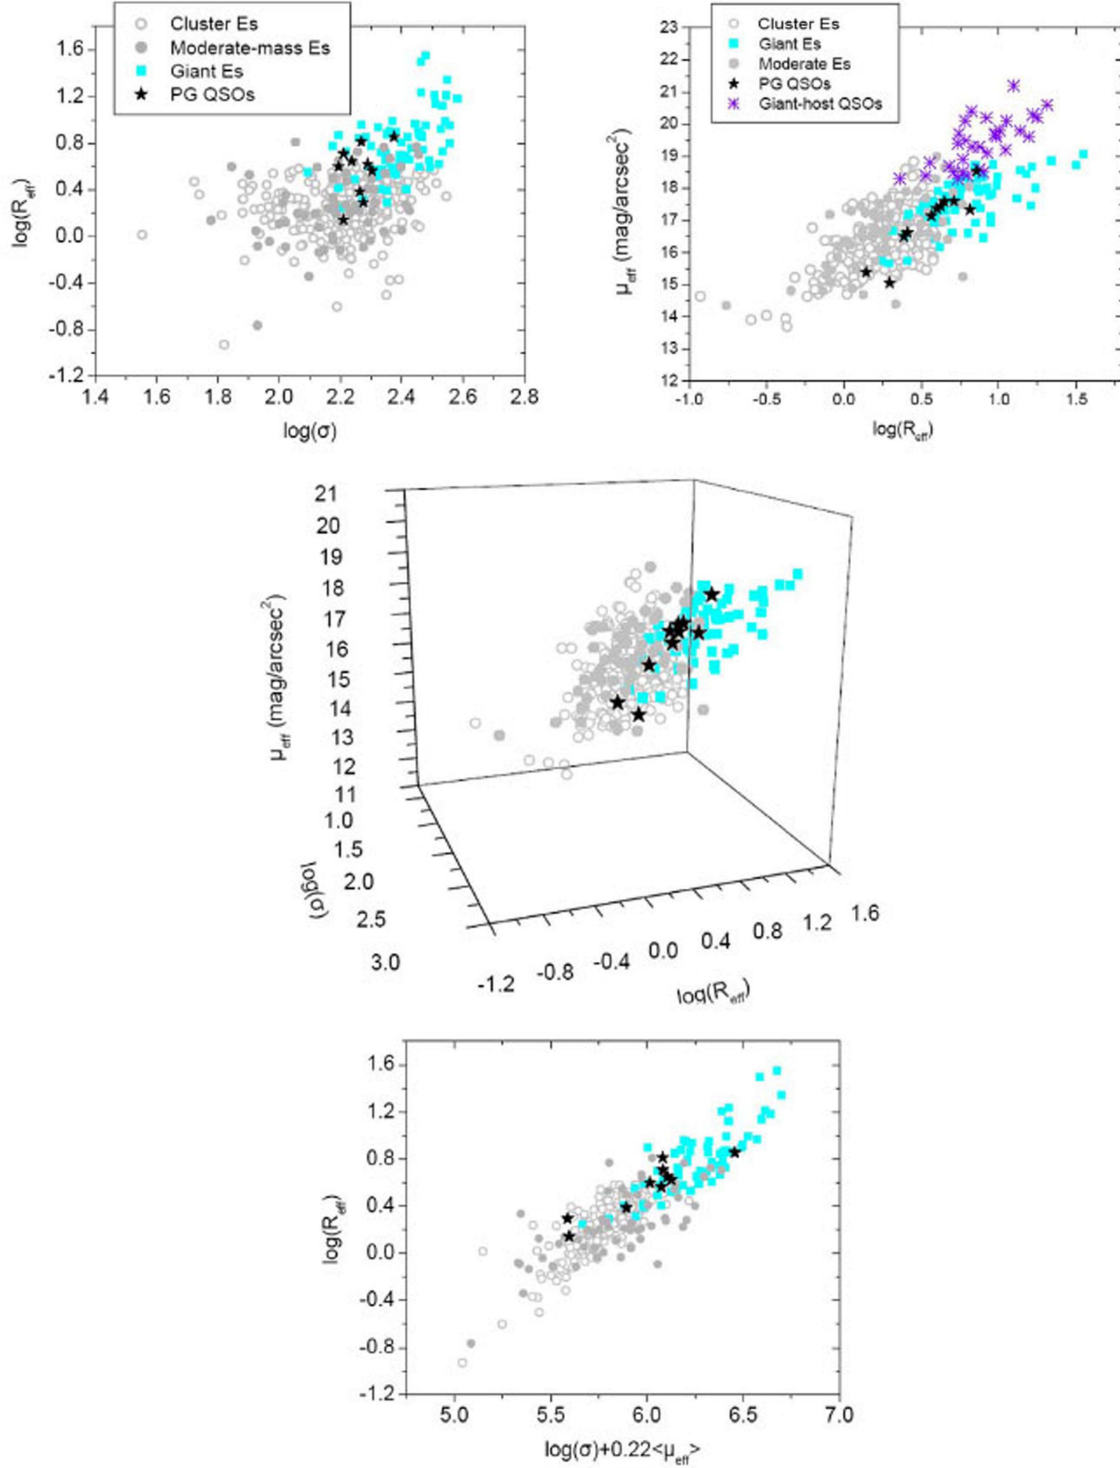 Cluster Es
Moderate-mass Es
Giant Es
PG QSOs
1.6
1.2
0.8
0.4
0.0
-0.4
-0.8
-1.2
log(R_eff)
1.4 1.6 1.8 2.0 2.2 2.4 2.6 2.8
log(σ)
Cluster Es
Giant Es
Moderate Es
PG QSOs
Giant-host QSOs
23
22
21
20
19
18
17
16
15
14
13
12
μ_eff (mag/arcsec²)
-1.0 -0.5 0.0 0.5 1.0 1.5
log(R_eff)
21
20
19
18
17
16
15
14
13
12
11
μ_eff (mag/arcsec²)
1.0
1.5
2.0
2.5
3.0
log(σ)
-1.2 -0.8 -0.4 0.0 0.4 0.8 1.2 1.6
log(R_eff)
1.6
1.2
0.8
0.4
0.0
-0.4
-0.8
-1.2
log(R_eff)
5.0 5.5 6.0 6.5 7.0
log(σ)+0.22<μ_eff>